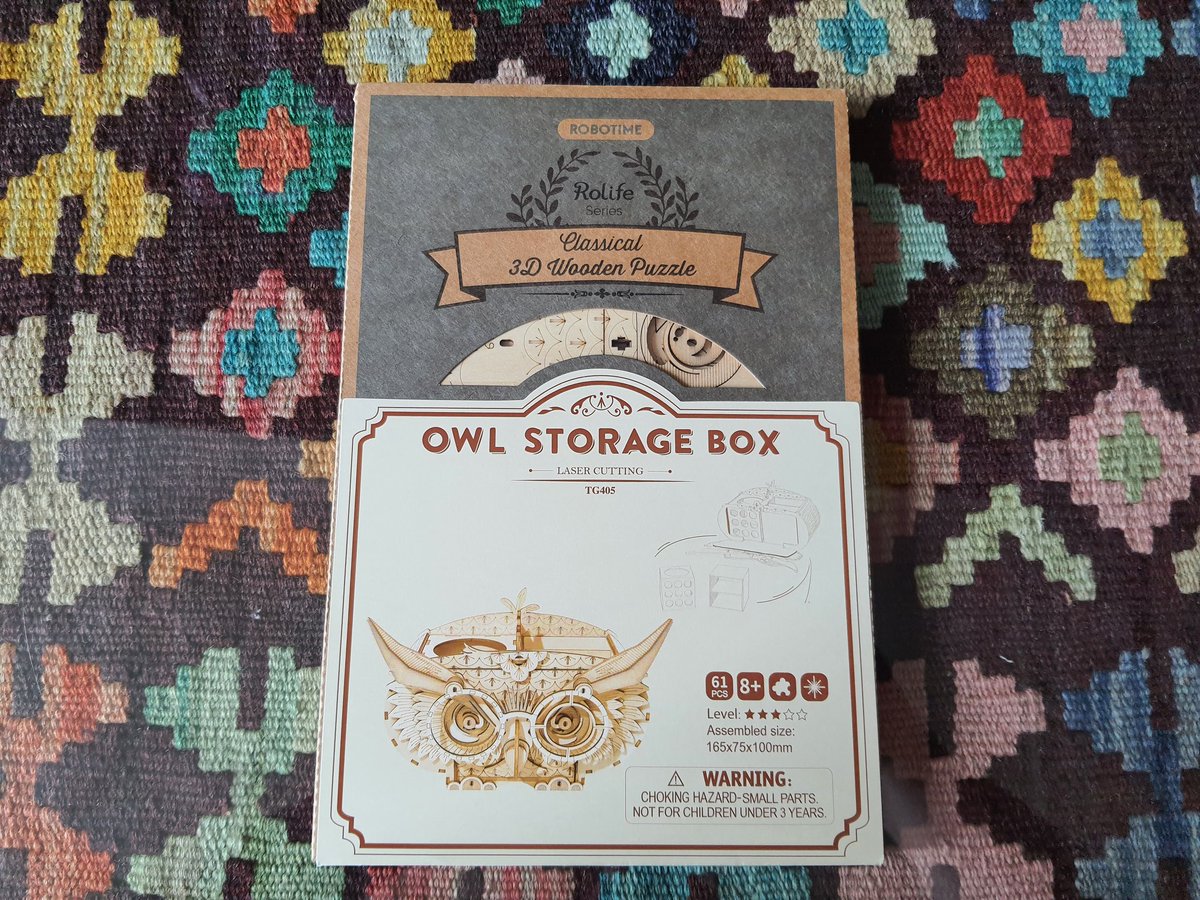 ROBOTIME
Rolife
Series
Classical
3D Wooden Puzzle
OWL STORAGE BOX
LASER CUTTING
TG405
61
PCS
8+
Level: ★★★☆☆
Assembled size:
165x75x100mm
⚠ WARNING:
CHOKING HAZARD-SMALL PARTS.
NOT FOR CHILDREN UNDER 3 YEARS.